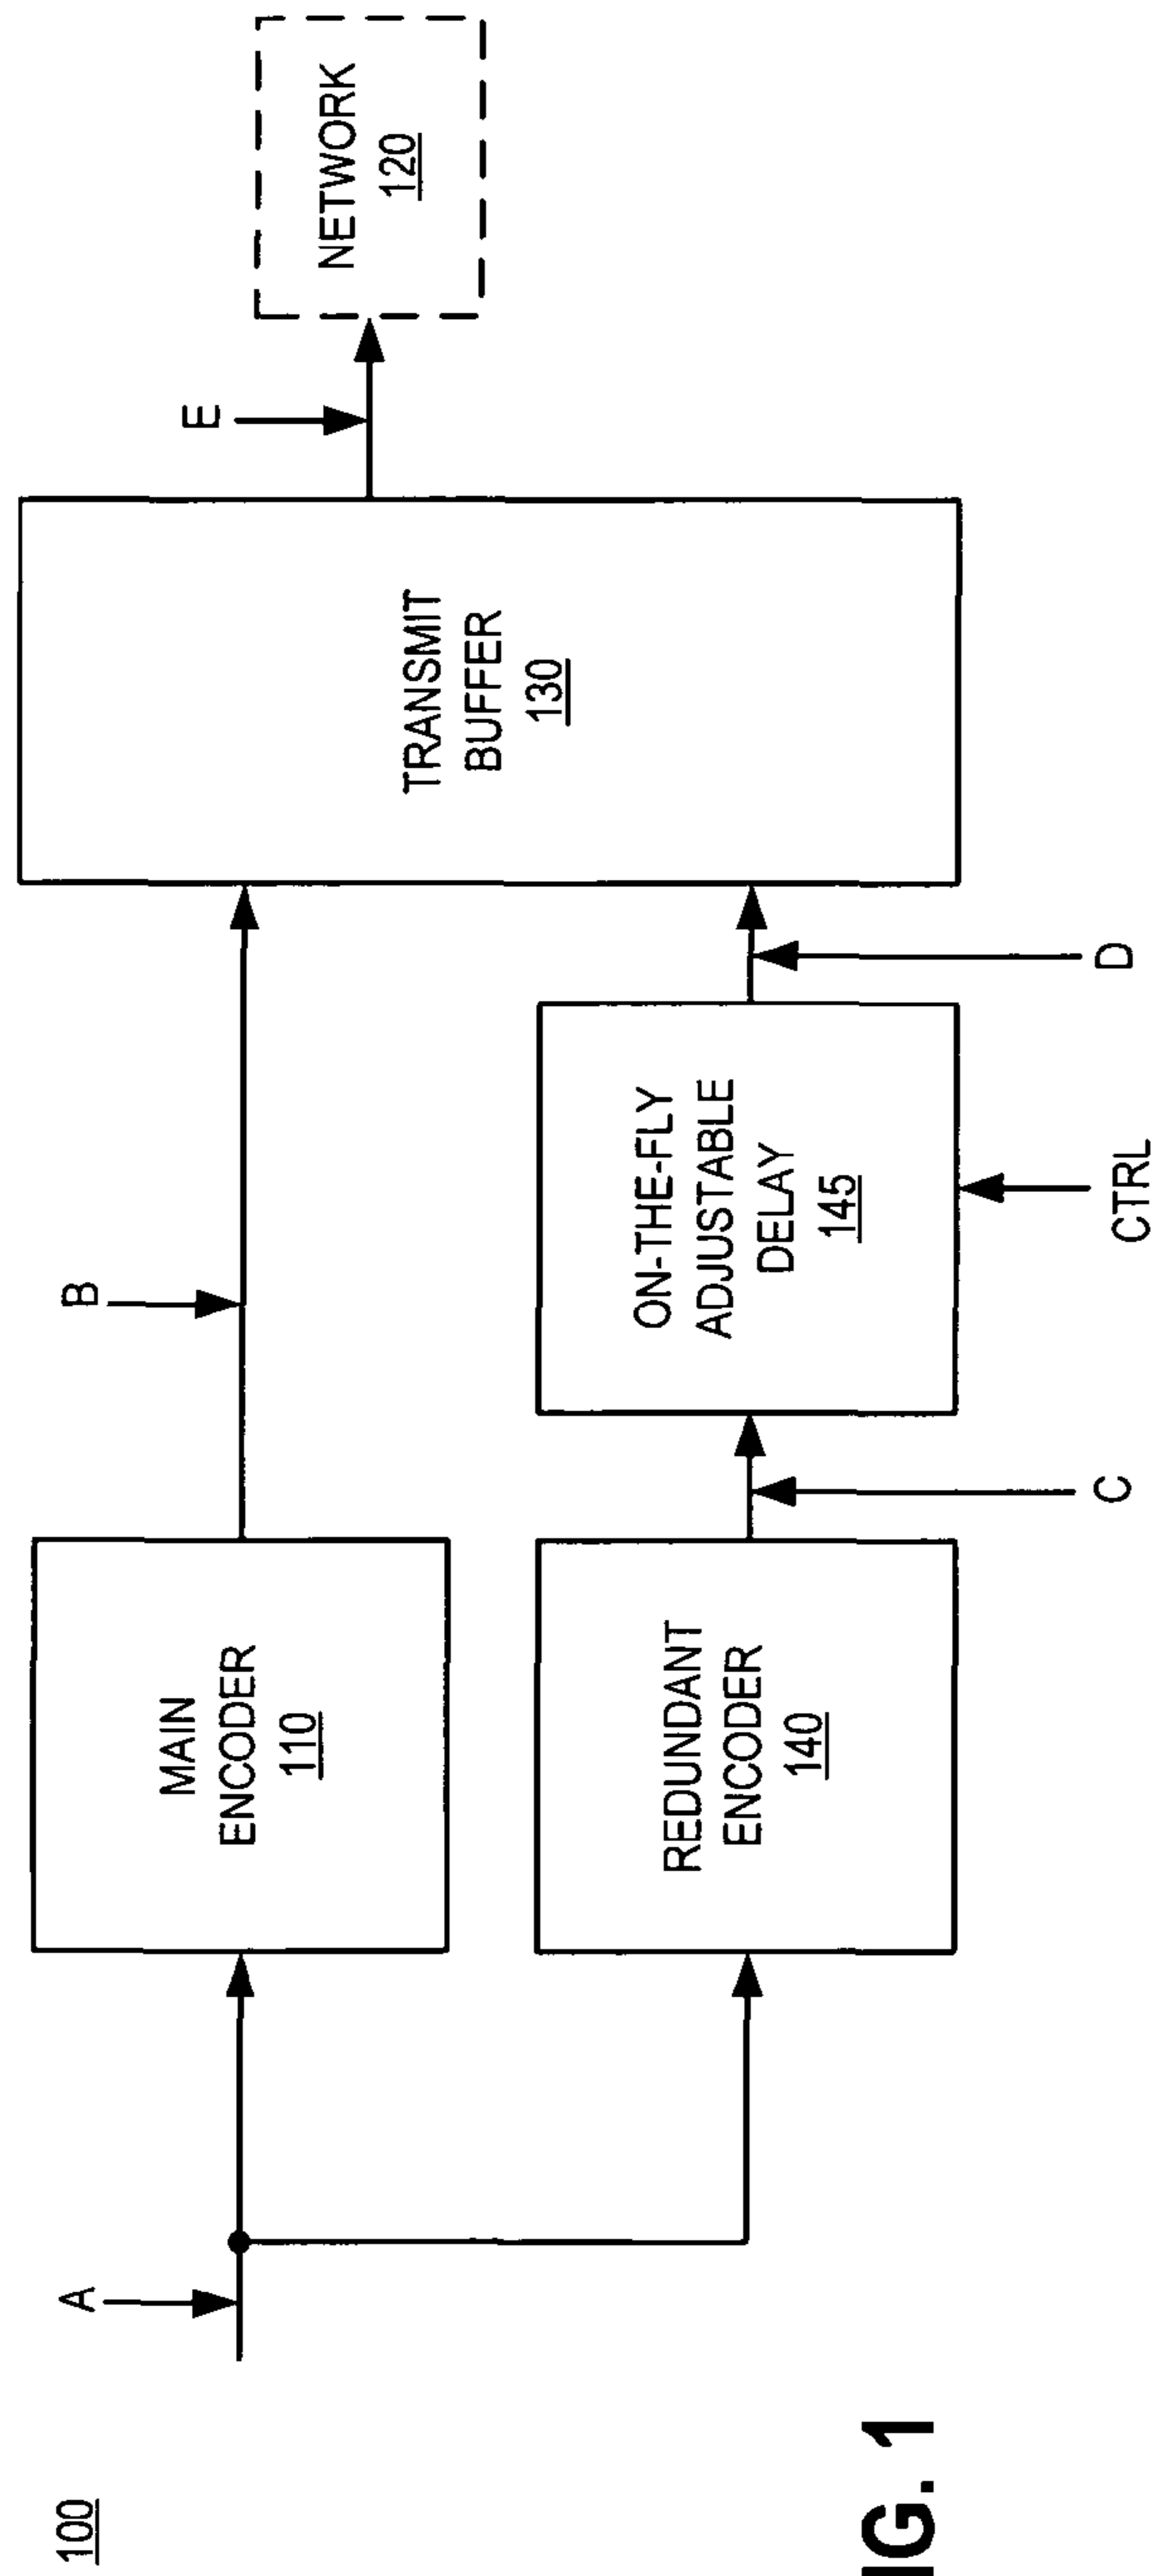 100
A
MAIN
ENCODER
110
B
REDUNDANT
ENCODER
140
C
ON-THE-FLY
ADJUSTABLE
DELAY
145
CTRL
D
TRANSMIT
BUFFER
130
E
NETWORK
120
IG. 1